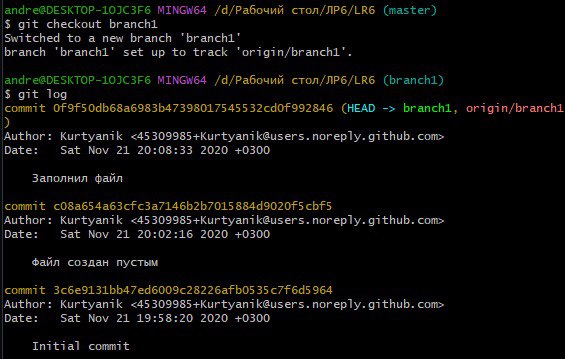 andre@DESKTOP-1OJC3F6 MINGW64 /d/Рабочий стол/ЛР6/LR6 (master)
$ git checkout branch1
Switched to a new branch 'branch1'
branch 'branch1' set up to track 'origin/branch1'.
andre@DESKTOP-1OJC3F6 MINGW64 /d/Рабочий стол/ЛР6/LR6 (branch1)
$ git log
commit 0f9f50db68a6983b47398017545532cd0f992846 (HEAD -> branch1, origin/branch1
)
Author: Kurtyanik <45309985+Kurtyanik@users.noreply.github.com>
Date:   Sat Nov 21 20:08:33 2020 +0300
Заполнил файл
commit c08a654a63cfc3a7146b2b7015884d9020f5cbf5
Author: Kurtyanik <45309985+Kurtyanik@users.noreply.github.com>
Date:   Sat Nov 21 20:02:16 2020 +0300
Файл создан пустым
commit 3c6e9131bb47ed6009c28226afb0535c7f6d5964
Author: Kurtyanik <45309985+Kurtyanik@users.noreply.github.com>
Date:   Sat Nov 21 19:58:20 2020 +0300
Initial commit